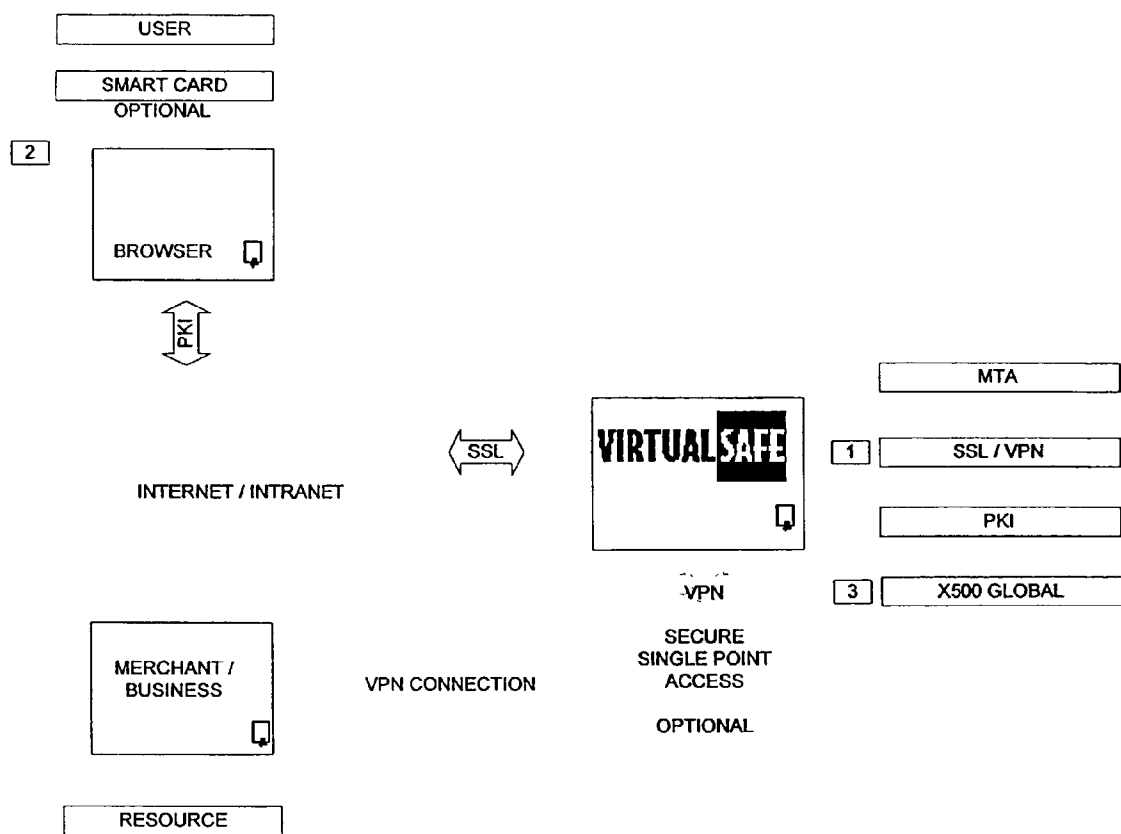 USER
SMART CARD
OPTIONAL
2
BROWSER
PKI
MTA
VIRTUALSAFE
SSL
1
SSL / VPN
INTERNET / INTRANET
PKI
VPN
3
X500 GLOBAL
SECURE
SINGLE POINT
ACCESS
MERCHANT /
BUSINESS
VPN CONNECTION
OPTIONAL
RESOURCE